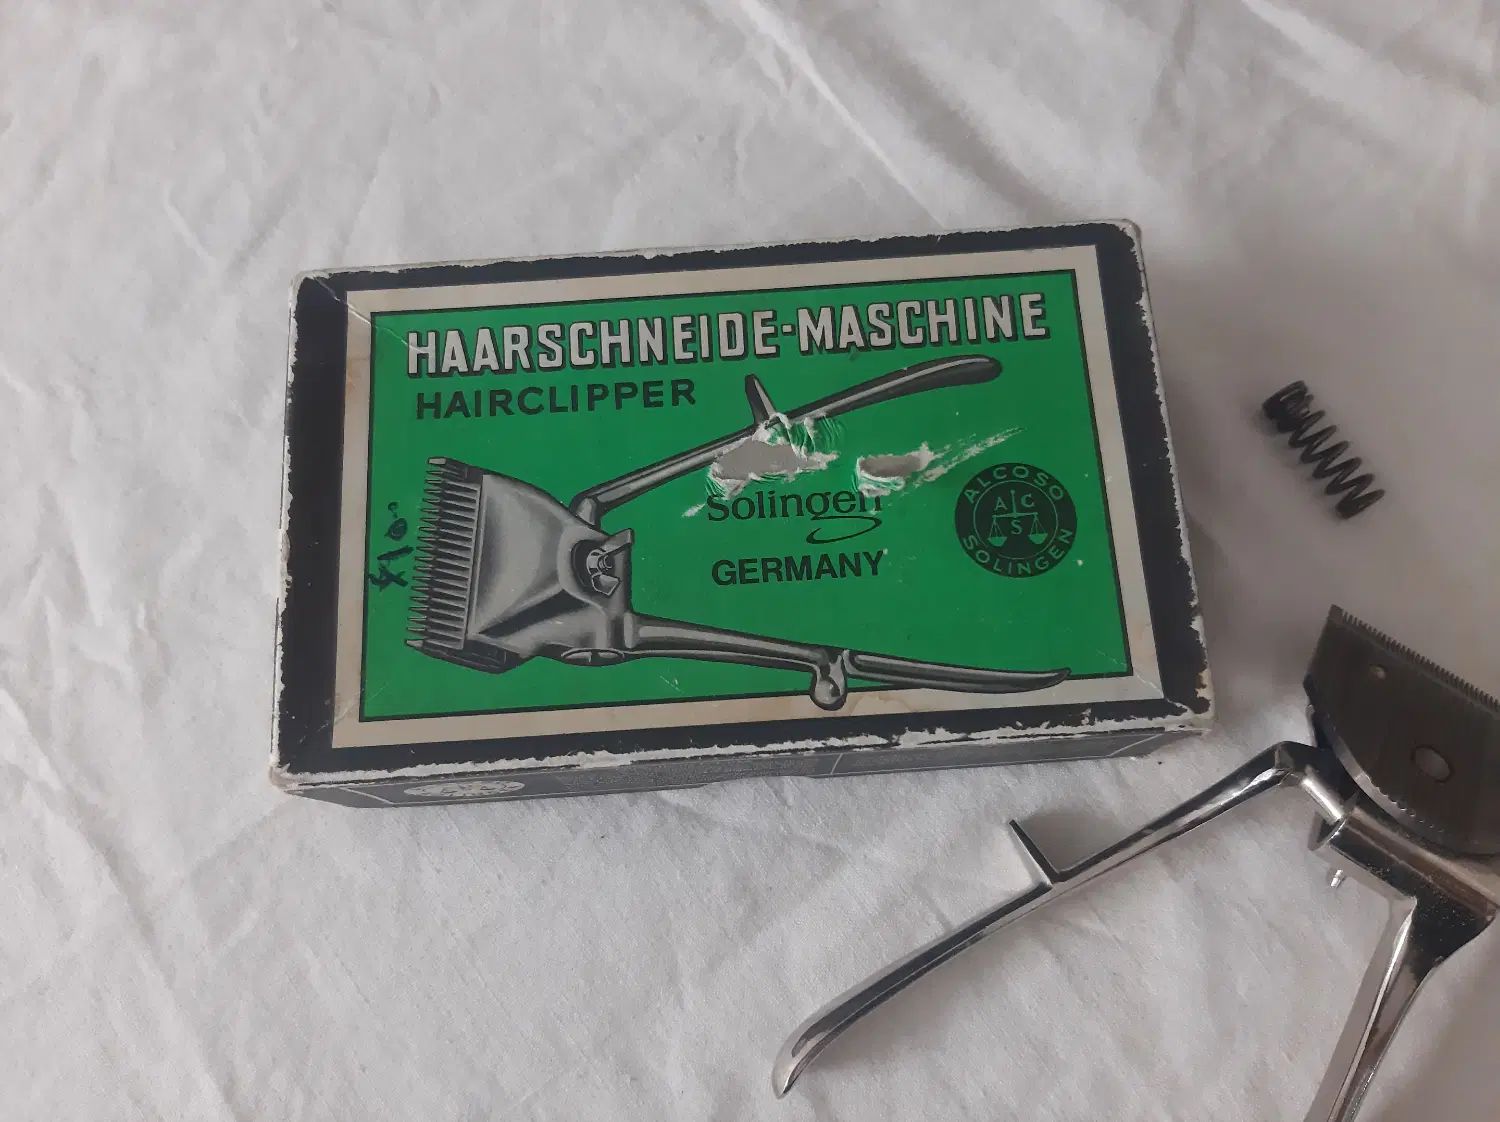 HAARSCHNEIDE-MASCHINE
HAIRCLIPPER
Solingen
GERMANY
ALCOSO
A C
S
SOLINGEN